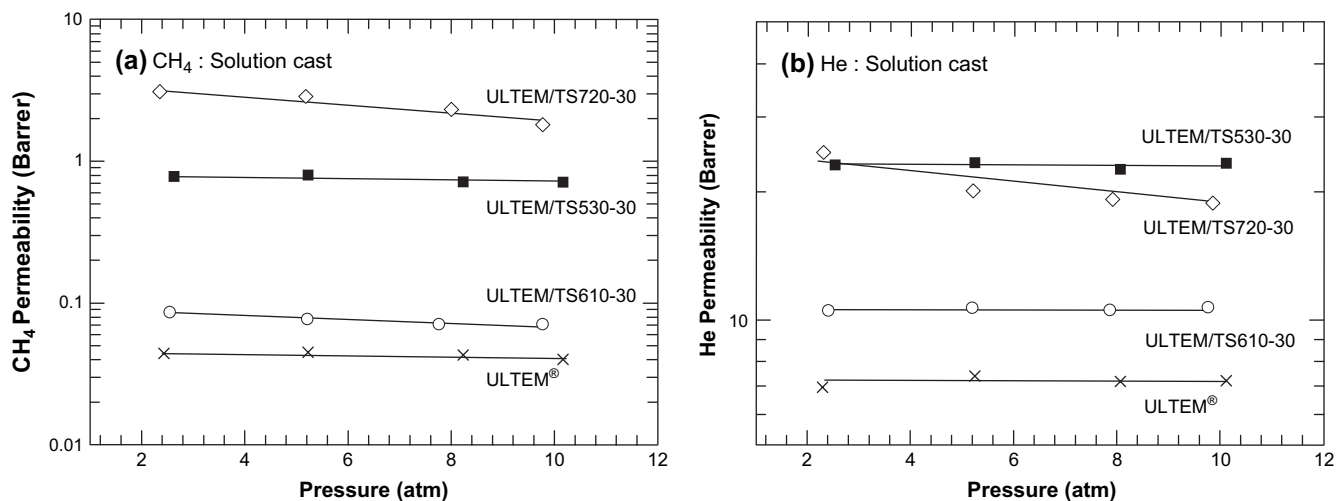 (a) CH4 : Solution cast
CH4 Permeability (Barrer)
10
1
0.1
0.01
ULTEM/TS720-30
ULTEM/TS530-30
ULTEM/TS610-30
ULTEM®
2 4 6 8 10 12
Pressure (atm)
(b) He : Solution cast
He Permeability (Barrer)
10
ULTEM/TS530-30
ULTEM/TS720-30
ULTEM/TS610-30
ULTEM®
2 4 6 8 10 12
Pressure (atm)